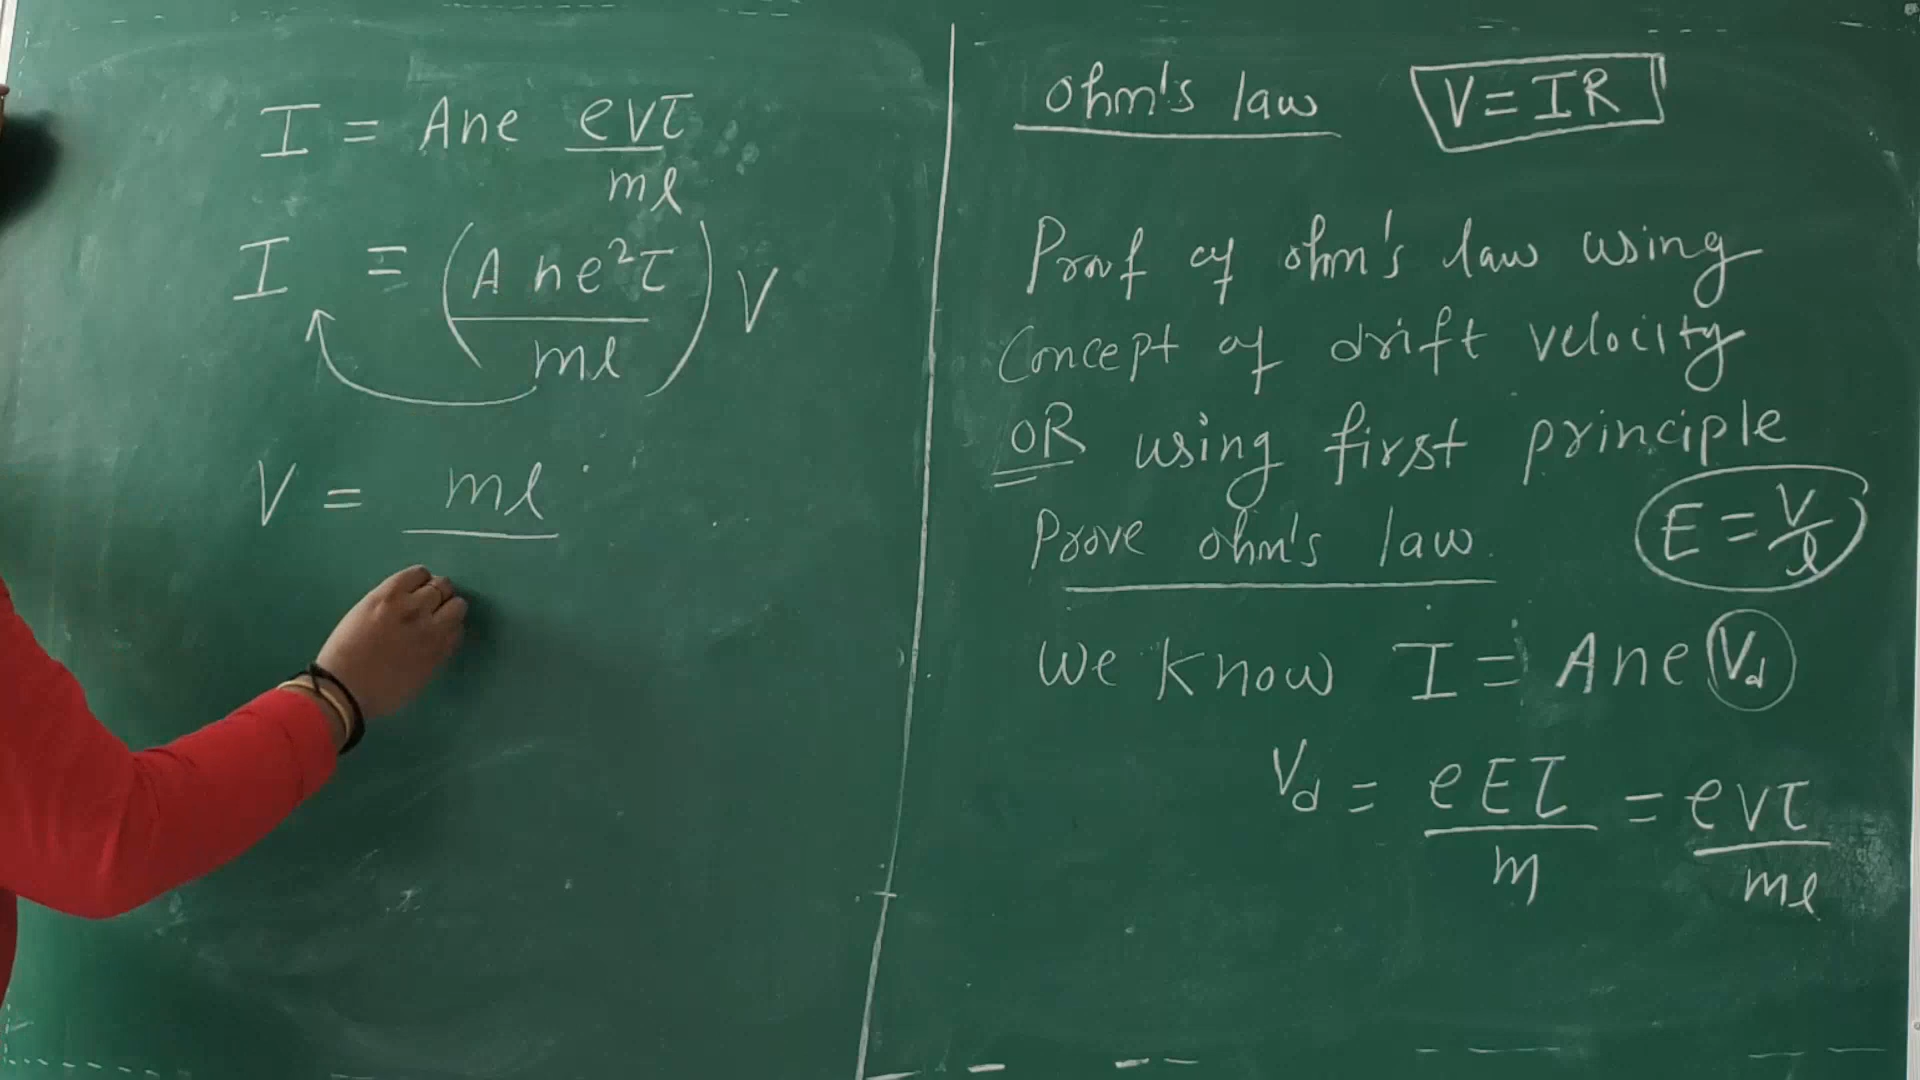 I = Ane eVτ/ml
I = (A ne²τ/ml) V
V = ml
ohm's law V = IR
Proof of ohm's law using
Concept of drift velocity
OR using first principle
Prove ohm's law. E = V/l
We know I = Ane Vd
Vd = eEτ/m = eVτ/ml